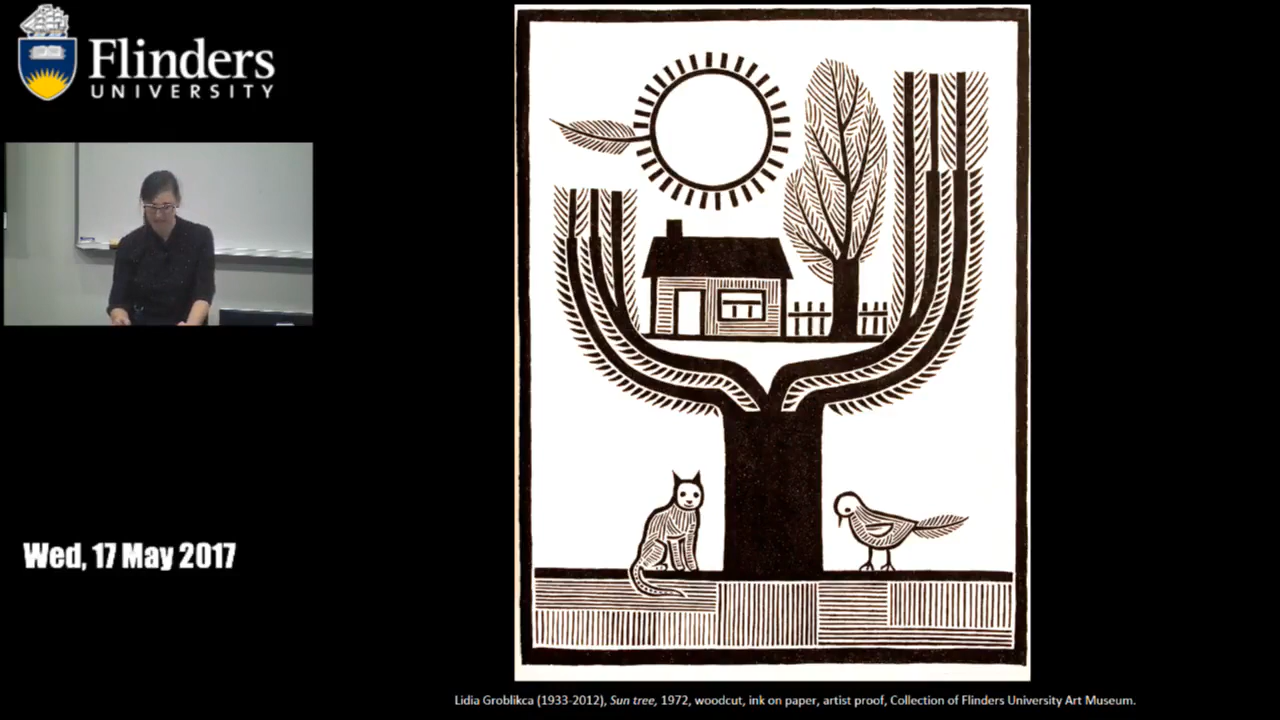 Flinders
UNIVERSITY
Wed, 17 May 2017
Lidia Groblikca (1933-2012), Sun tree, 1972, woodcut, ink on paper, artist proof, Collection of Flinders University Art Museum.